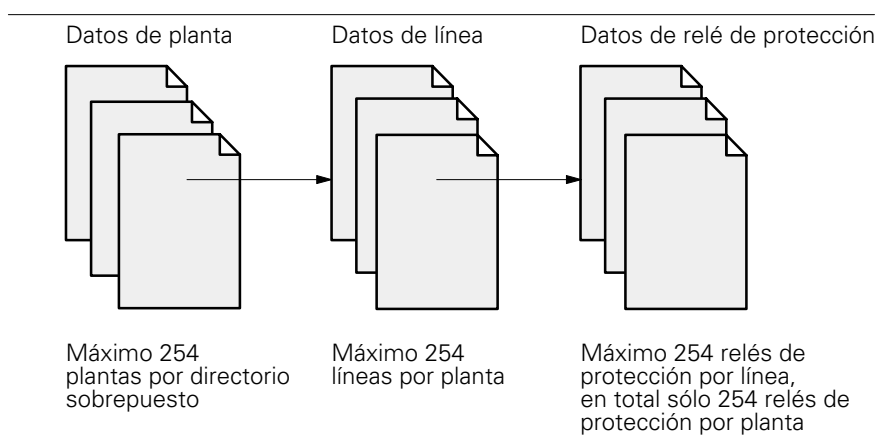 Datos de planta
Datos de línea
Datos de relé de protección
Máximo 254
plantas por directorio
sobrepuesto
Máximo 254
líneas por planta
Máximo 254 relés de
protección por línea,
en total sólo 254 relés de
protección por planta